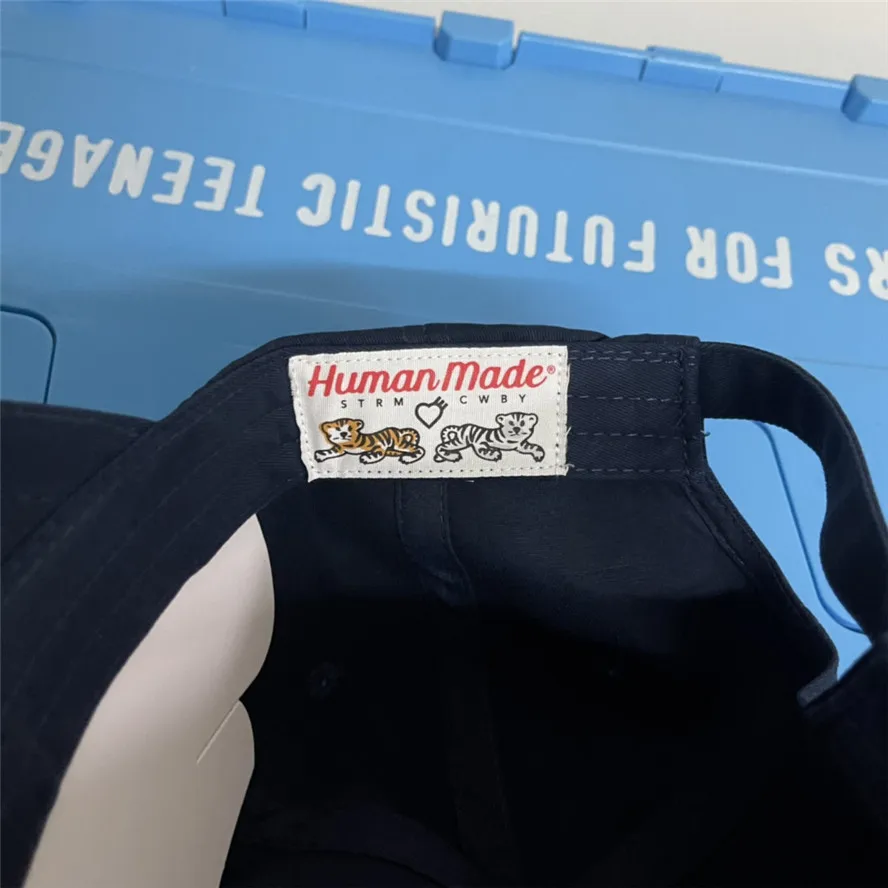 RS FOR FUTURISTIC TEENAGE
Human Made®
STRM CWBY